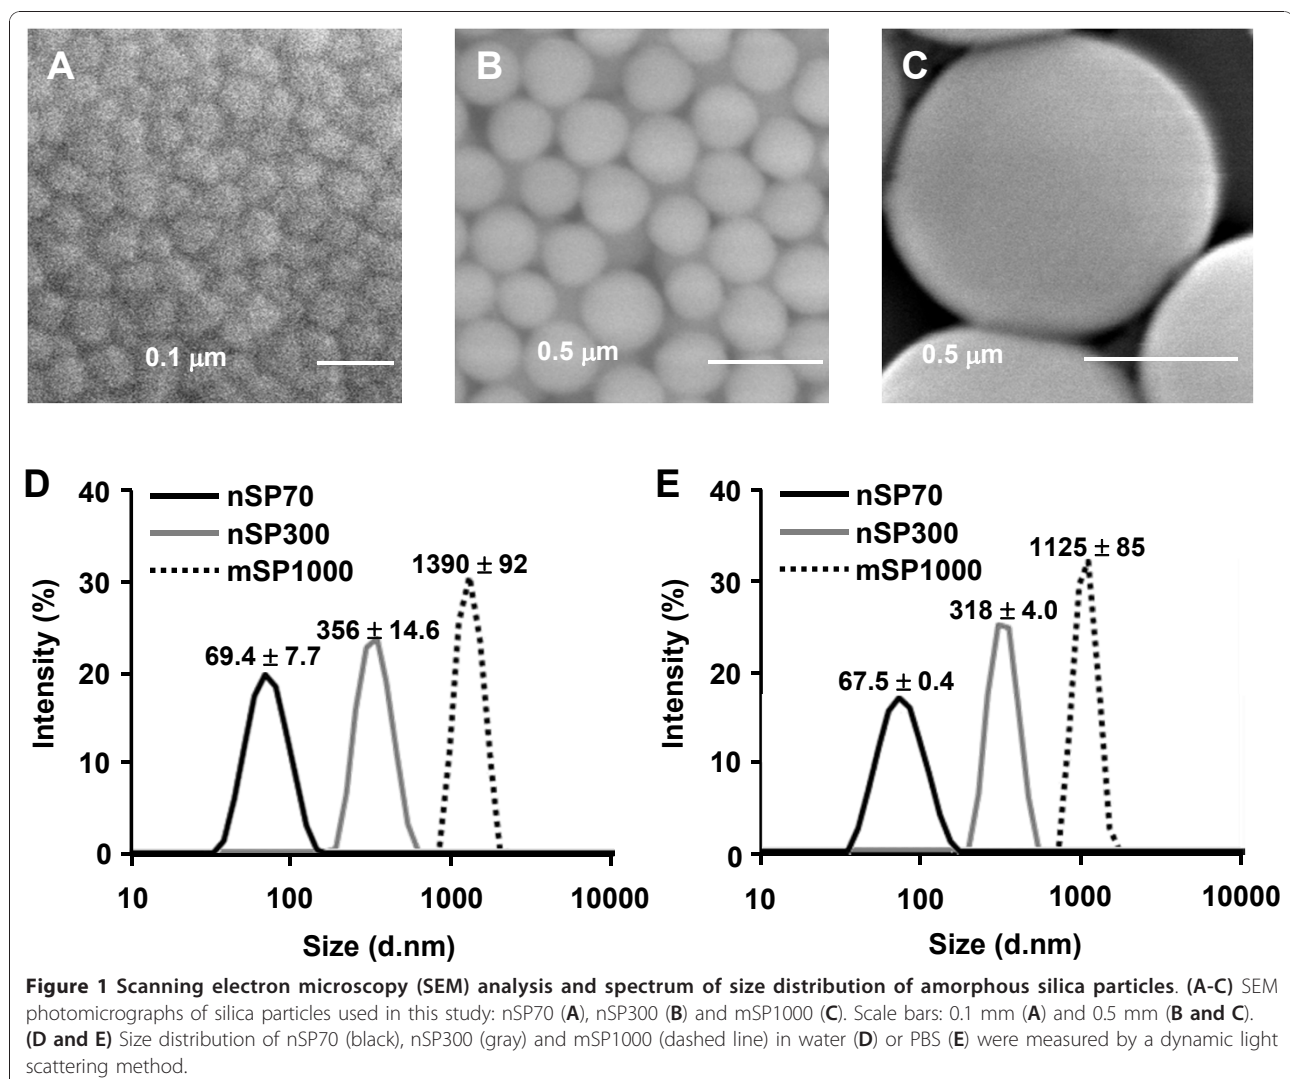 A
B
C
0.1 μm
0.5 μm
0.5 μm
D
40
30
20
10
0
Intensity (%)
nSP70
nSP300
mSP1000
69.4 ± 7.7
356 ± 14.6
1390 ± 92
10
100
1000
10000
Size (d.nm)
E
40
30
20
10
0
Intensity (%)
nSP70
nSP300
mSP1000
67.5 ± 0.4
318 ± 4.0
1125 ± 85
10
100
1000
10000
Size (d.nm)
Figure 1 Scanning electron microscopy (SEM) analysis and spectrum of size distribution of amorphous silica particles. (A-C) SEM
photomicrographs of silica particles used in this study: nSP70 (A), nSP300 (B) and mSP1000 (C). Scale bars: 0.1 mm (A) and 0.5 mm (B and C).
(D and E) Size distribution of nSP70 (black), nSP300 (gray) and mSP1000 (dashed line) in water (D) or PBS (E) were measured by a dynamic light
scattering method.